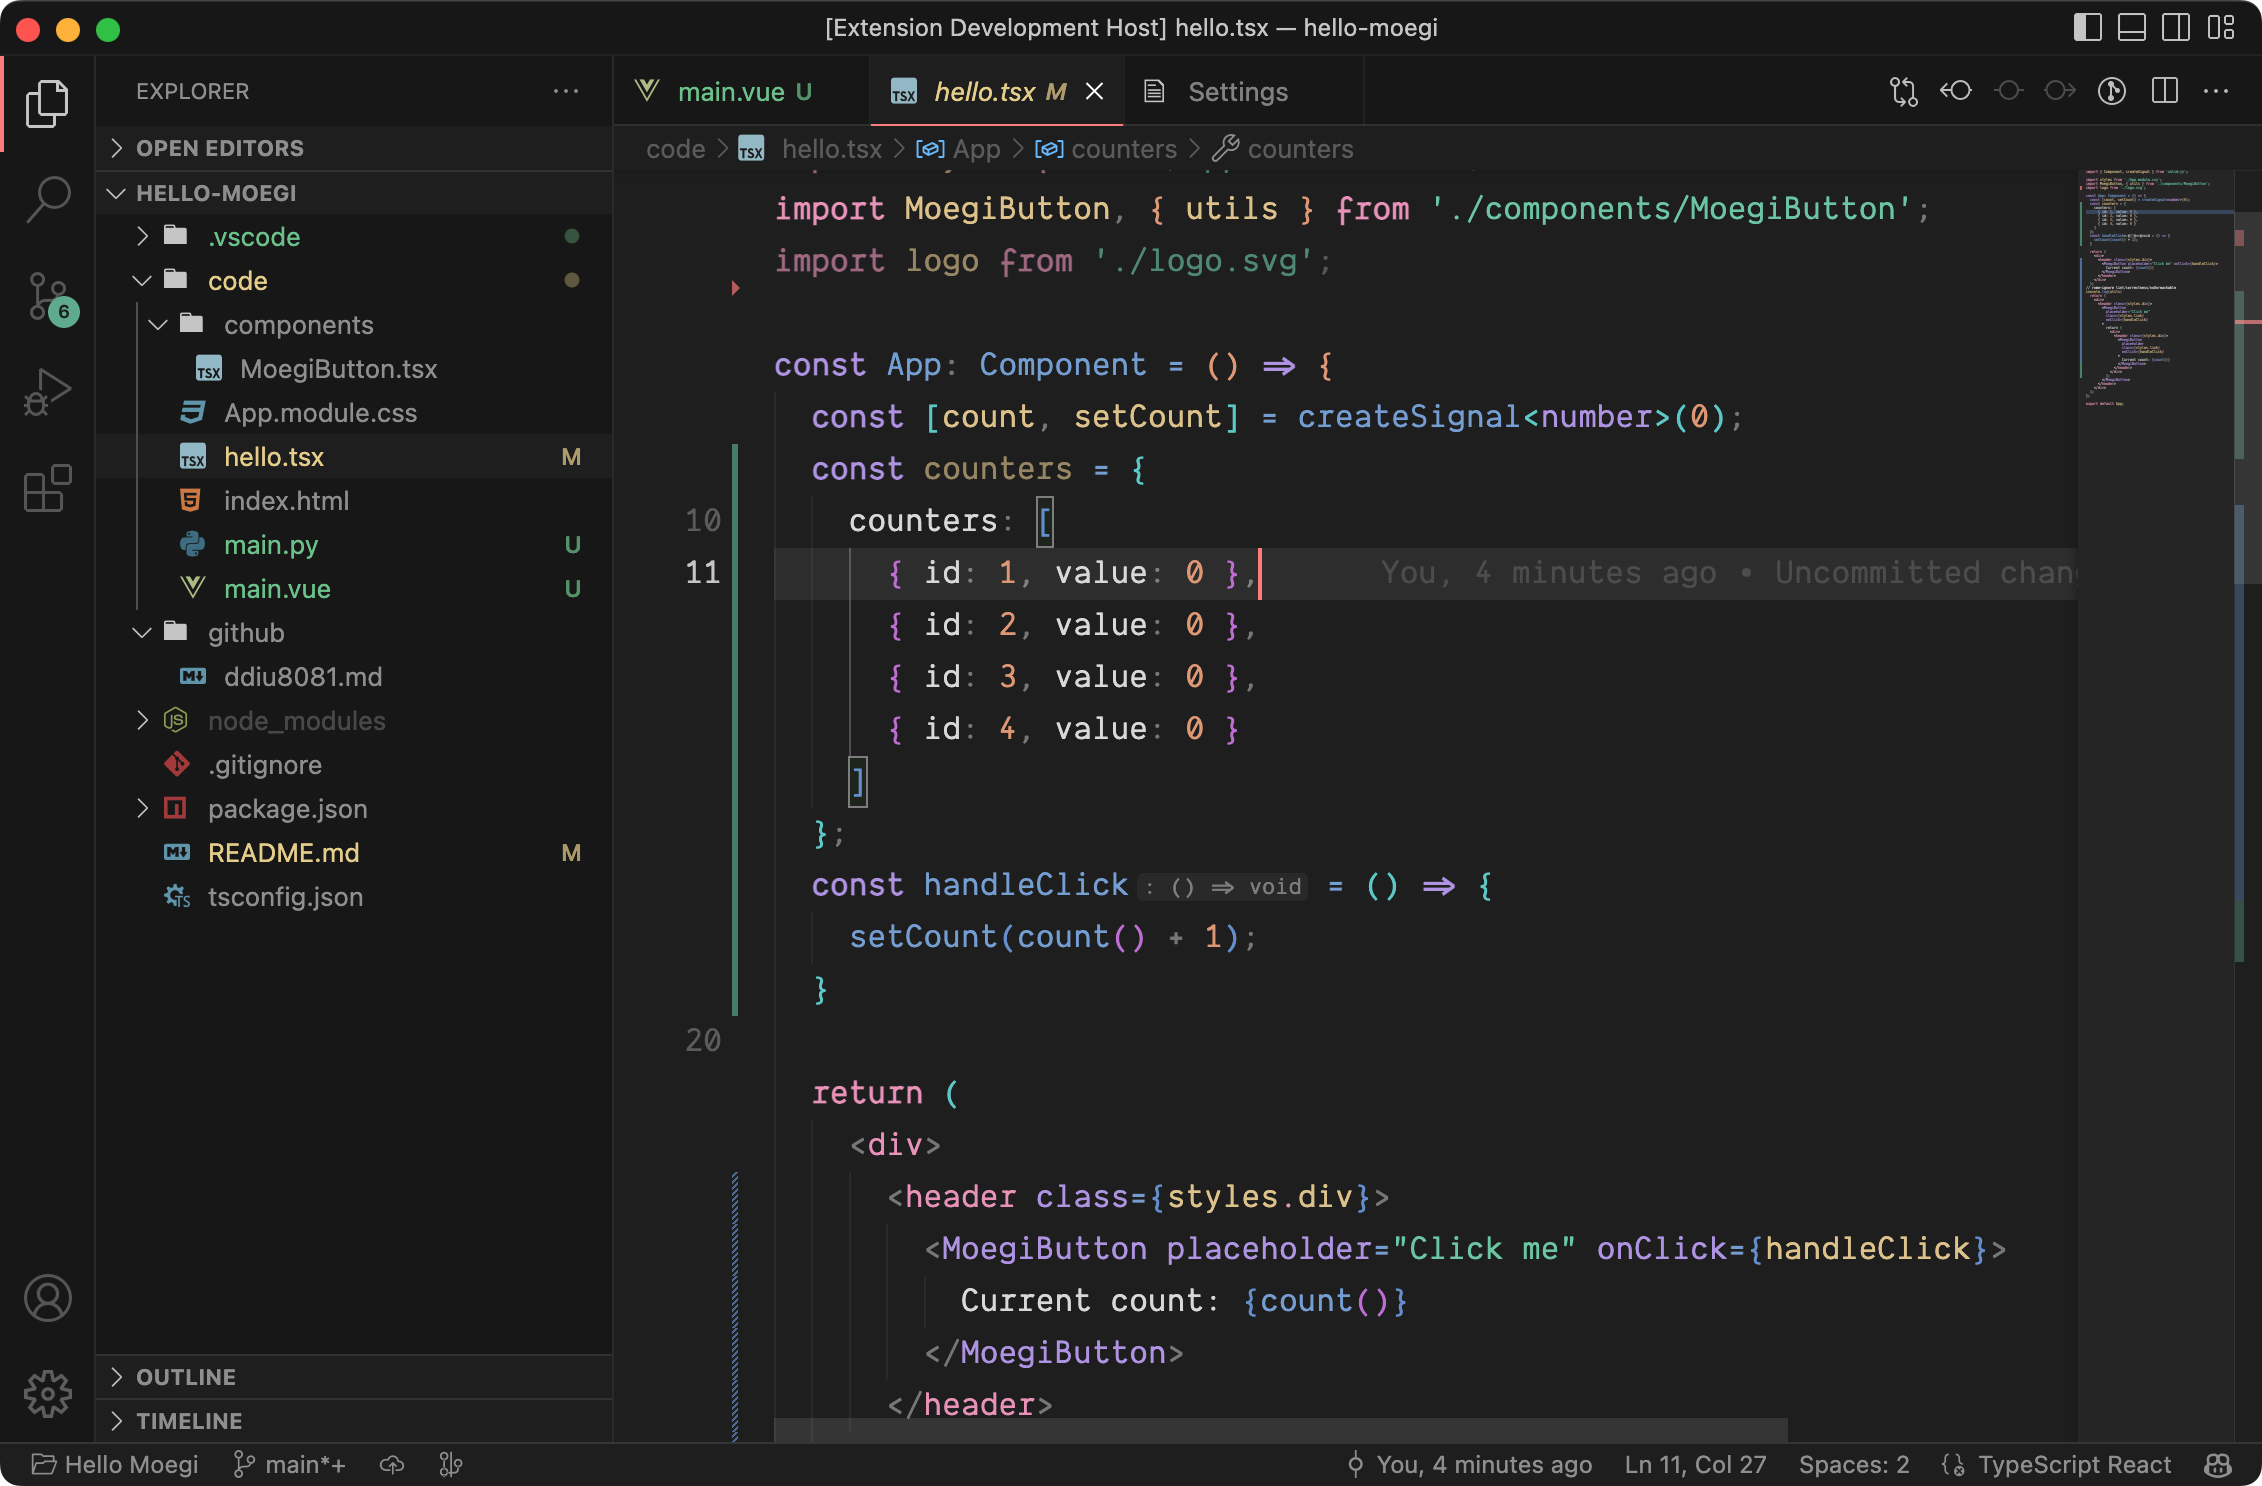 [Extension Development Host] hello.tsx — hello-moegi
EXPLORER
OPEN EDITORS
HELLO-MOEGI
.vscode
code
components
TSX MoegiButton.tsx
App.module.css
TSX hello.tsx M
index.html
main.py U
main.vue U
github
ddiu8081.md
JS node_modules
.gitignore
package.json
README.md M
TS tsconfig.json
OUTLINE
TIMELINE
6
main.vue U
TSX hello.tsx M
Settings
code > TSX hello.tsx > App > counters > counters
import MoegiButton, { utils } from './components/MoegiButton';
import logo from './logo.svg';
const App: Component = () => {
const [count, setCount] = createSignal<number>(0);
const counters = {
10 counters: [
11 { id: 1, value: 0 }, You, 4 minutes ago • Uncommitted chan
{ id: 2, value: 0 },
{ id: 3, value: 0 },
{ id: 4, value: 0 }
]
};
const handleClick : () => void = () => {
setCount(count() + 1);
}
20
return (
<div>
<header class={styles.div}>
<MoegiButton placeholder="Click me" onClick={handleClick}>
Current count: {count()}
</MoegiButton>
</header>
Hello Moegi main*+ You, 4 minutes ago Ln 11, Col 27 Spaces: 2 TypeScript React